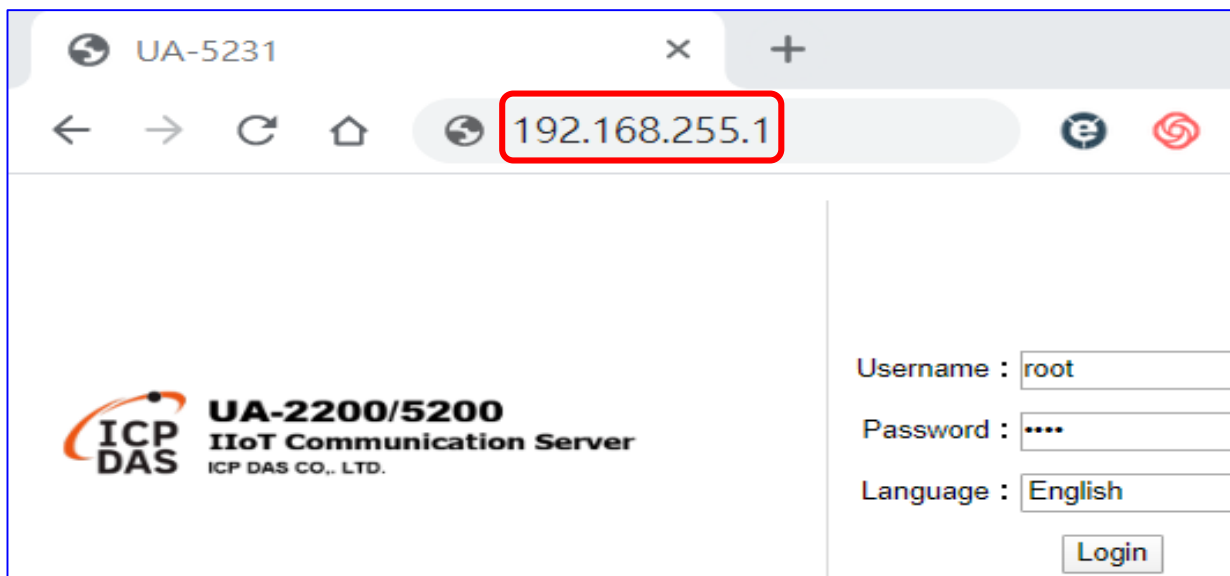 UA-5231
192.168.255.1
ICP
DAS
UA-2200/5200
IIoT Communication Server
ICP DAS CO,. LTD.
Username : root
Password : ••••
Language : English
Login